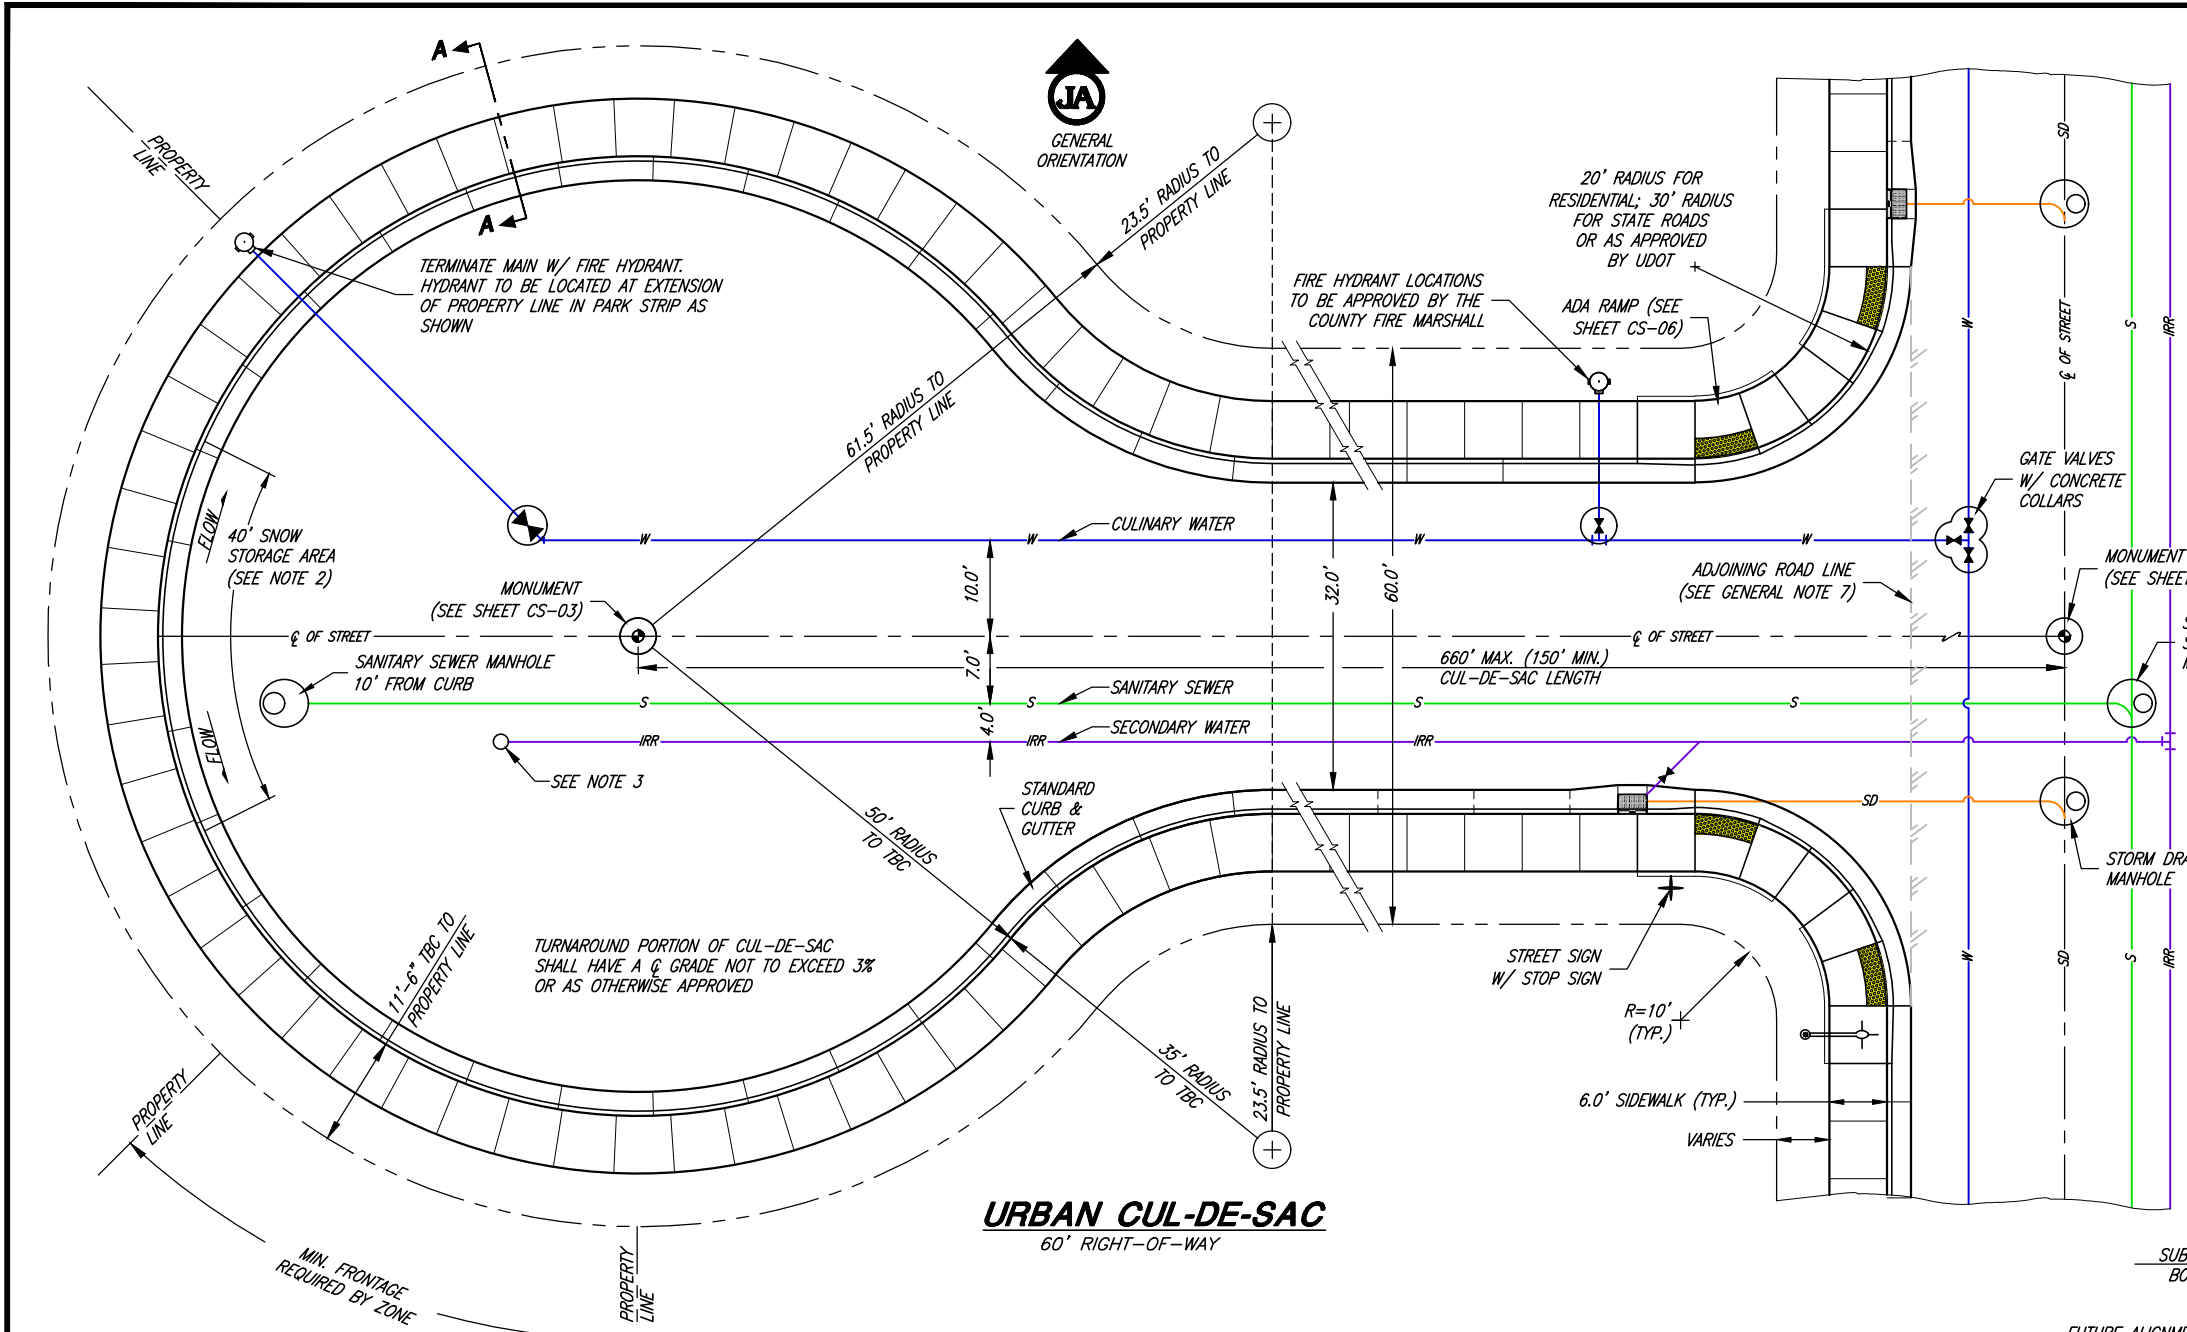 A
A
JA
GENERAL
ORIENTATION
PROPERTY
LINE
23.5' RADIUS TO
PROPERTY LINE
20' RADIUS FOR
RESIDENTIAL; 30' RADIUS
FOR STATE ROADS
OR AS APPROVED
BY UDOT
TERMINATE MAIN W/ FIRE HYDRANT.
HYDRANT TO BE LOCATED AT EXTENSION
OF PROPERTY LINE IN PARK STRIP AS
SHOWN
FIRE HYDRANT LOCATIONS
TO BE APPROVED BY THE
COUNTY FIRE MARSHALL
ADA RAMP (SEE
SHEET CS-06)
SD
W
℄ OF STREET
S
IRR
61.5' RADIUS TO
PROPERTY LINE
GATE VALVES
W/ CONCRETE
COLLARS
FLOW
40' SNOW
STORAGE AREA
(SEE NOTE 2)
CULINARY WATER
W
W
W
W
MONUMENT
(SEE SHEET CS-03)
10.0'
32.0'
60.0'
ADJOINING ROAD LINE
(SEE GENERAL NOTE 7)
MONUMENT
(SEE SHEET
℄ OF STREET
℄ OF STREET
SANITARY SEWER MANHOLE
10' FROM CURB
7.0'
660' MAX. (150' MIN.)
CUL-DE-SAC LENGTH
SANITARY SEWER
S
S
S
S
4.0'
SECONDARY WATER
IRR
IRR
IRR
FLOW
SEE NOTE 3
STANDARD
CURB &
GUTTER
SD
50' RADIUS
TO TBC
STORM DRA
MANHOLE
11'-6" TBC TO
PROPERTY LINE
TURNAROUND PORTION OF CUL-DE-SAC
SHALL HAVE A ℄ GRADE NOT TO EXCEED 3%
OR AS OTHERWISE APPROVED
STREET SIGN
W/ STOP SIGN
W
SD
S
IRR
R=10'
(TYP.)
35' RADIUS
TO TBC
23.5' RADIUS TO
PROPERTY LINE
PROPERTY
LINE
6.0' SIDEWALK (TYP.)
VARIES
URBAN CUL-DE-SAC
60' RIGHT-OF-WAY
MIN. FRONTAGE
REQUIRED BY ZONE
PROPERTY
LINE
SUB